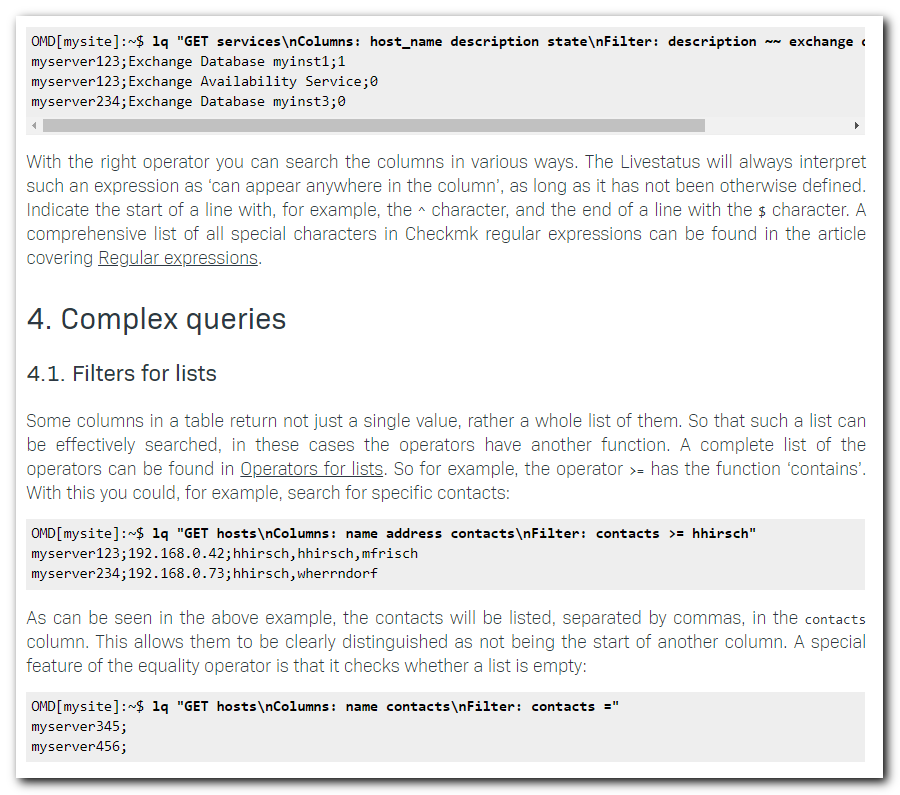 OMD[mysite]:~$ lq "GET services\nColumns: host_name description state\nFilter: description ~~ exchange
myserver123;Exchange Database myinst1;1
myserver123;Exchange Availability Service;0
myserver234;Exchange Database myinst3;0
With the right operator you can search the columns in various ways. The Livestatus will always interpret
such an expression as ‘can appear anywhere in the column’, as long as it has not been otherwise defined.
Indicate the start of a line with, for example, the ^ character, and the end of a line with the $ character. A
comprehensive list of all special characters in Checkmk regular expressions can be found in the article
covering Regular expressions.
4. Complex queries
4.1. Filters for lists
Some columns in a table return not just a single value, rather a whole list of them. So that such a list can
be effectively searched, in these cases the operators have another function. A complete list of the
operators can be found in Operators for lists. So for example, the operator >= has the function ‘contains’.
With this you could, for example, search for specific contacts:
OMD[mysite]:~$ lq "GET hosts\nColumns: name address contacts\nFilter: contacts >= hhirsch"
myserver123;192.168.0.42;hhirsch,hhirsch,mfrisch
myserver234;192.168.0.73;hhirsch,wherrndorf
As can be seen in the above example, the contacts will be listed, separated by commas, in the contacts
column. This allows them to be clearly distinguished as not being the start of another column. A special
feature of the equality operator is that it checks whether a list is empty:
OMD[mysite]:~$ lq "GET hosts\nColumns: name contacts\nFilter: contacts ="
myserver345;
myserver456;